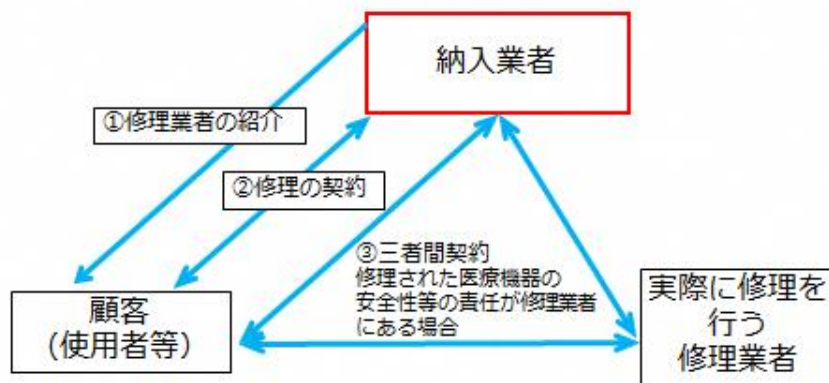 納入業者
①修理業者の紹介
②修理の契約
③三者間契約
修理された医療機器の
安全性等の責任が修理業者
にある場合
顧客
(使用者等)
実際に修理を
行う
修理業者